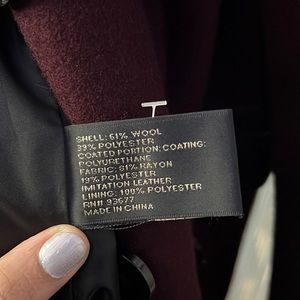 SHELL: 61% WOOL
39% POLYESTER
COATED PORTION: COATING:
POLYURETHANE
FABRIC: 81% RAYON
19% POLYESTER
IMITATION LEATHER
LINING: 100% POLYESTER
RN# 93677
MADE IN CHINA